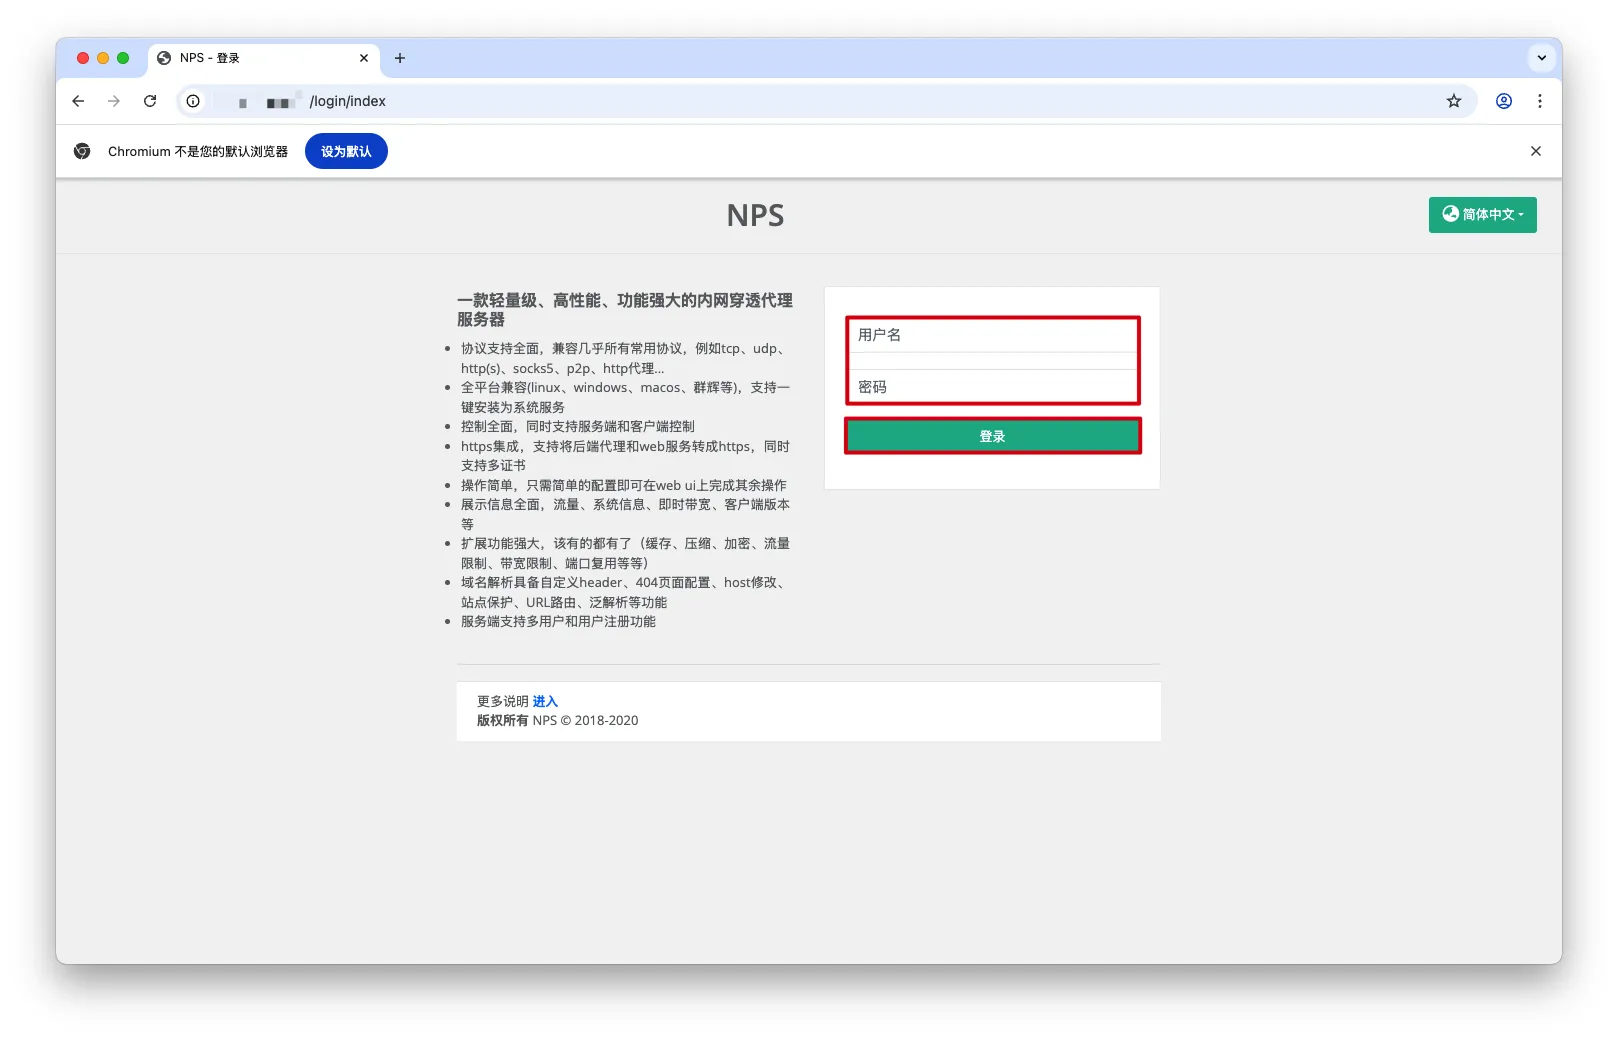 NPS - 登录
/login/index
Chromium 不是您的默认浏览器
设为默认
NPS
简体中文
一款轻量级、高性能、功能强大的内网穿透代理
服务器
协议支持全面，兼容几乎所有常用协议，例如tcp、udp、
http(s)、socks5、p2p、http代理...
全平台兼容(linux、windows、macos、群辉等)，支持一
键安装为系统服务
控制全面，同时支持服务端和客户端控制
https集成，支持将后端代理和web服务转成https，同时
支持多证书
操作简单，只需简单的配置即可在web ui上完成其余操作
展示信息全面，流量、系统信息、即时带宽、客户端版本
等
扩展功能强大，该有的都有了（缓存、压缩、加密、流量
限制、带宽限制、端口复用等等）
域名解析具备自定义header、404页面配置、host修改、
站点保护、URL路由、泛解析等功能
服务端支持多用户和用户注册功能
用户名
密码
登录
更多说明 进入
版权所有 NPS © 2018-2020